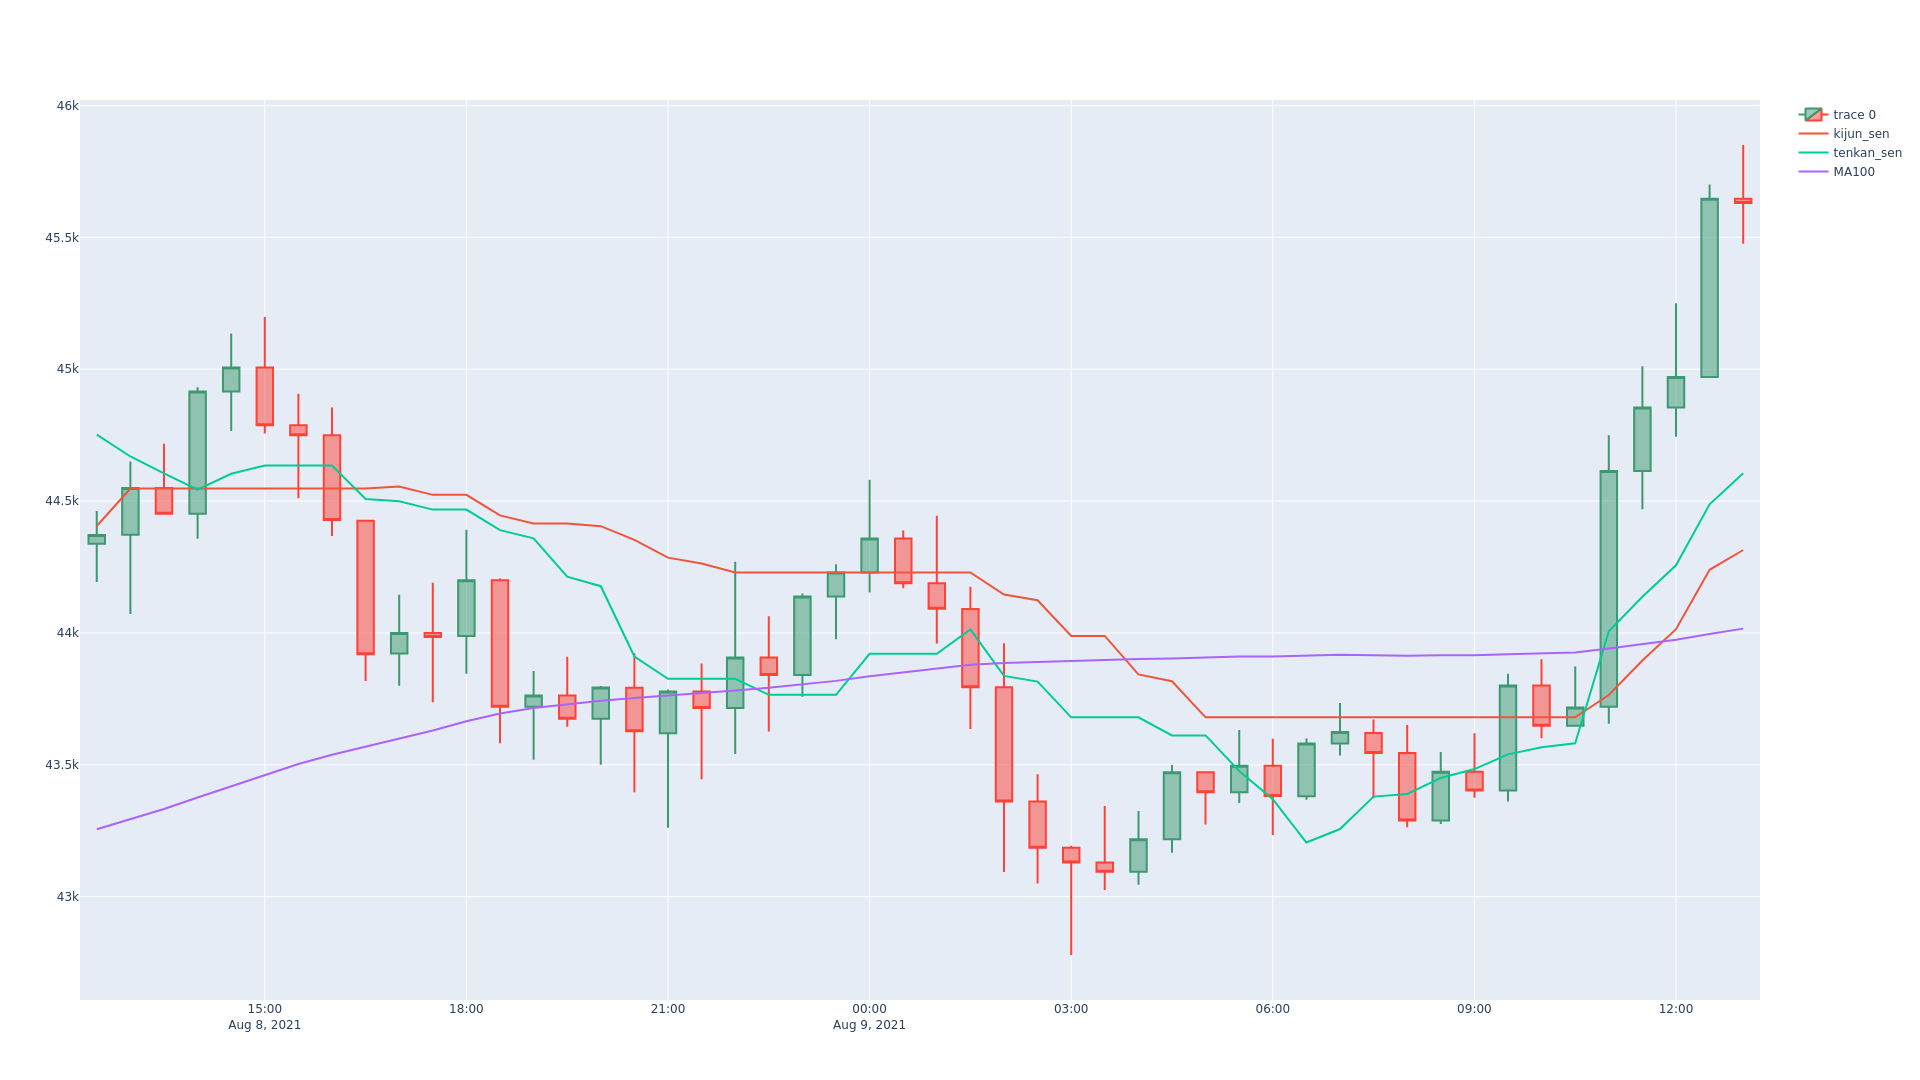 46k
45.5k
45k
44.5k
44k
43.5k
43k
15:00
Aug 8, 2021
18:00
21:00
00:00
Aug 9, 2021
03:00
06:00
09:00
12:00
trace 0
kijun_sen
tenkan_sen
MA100